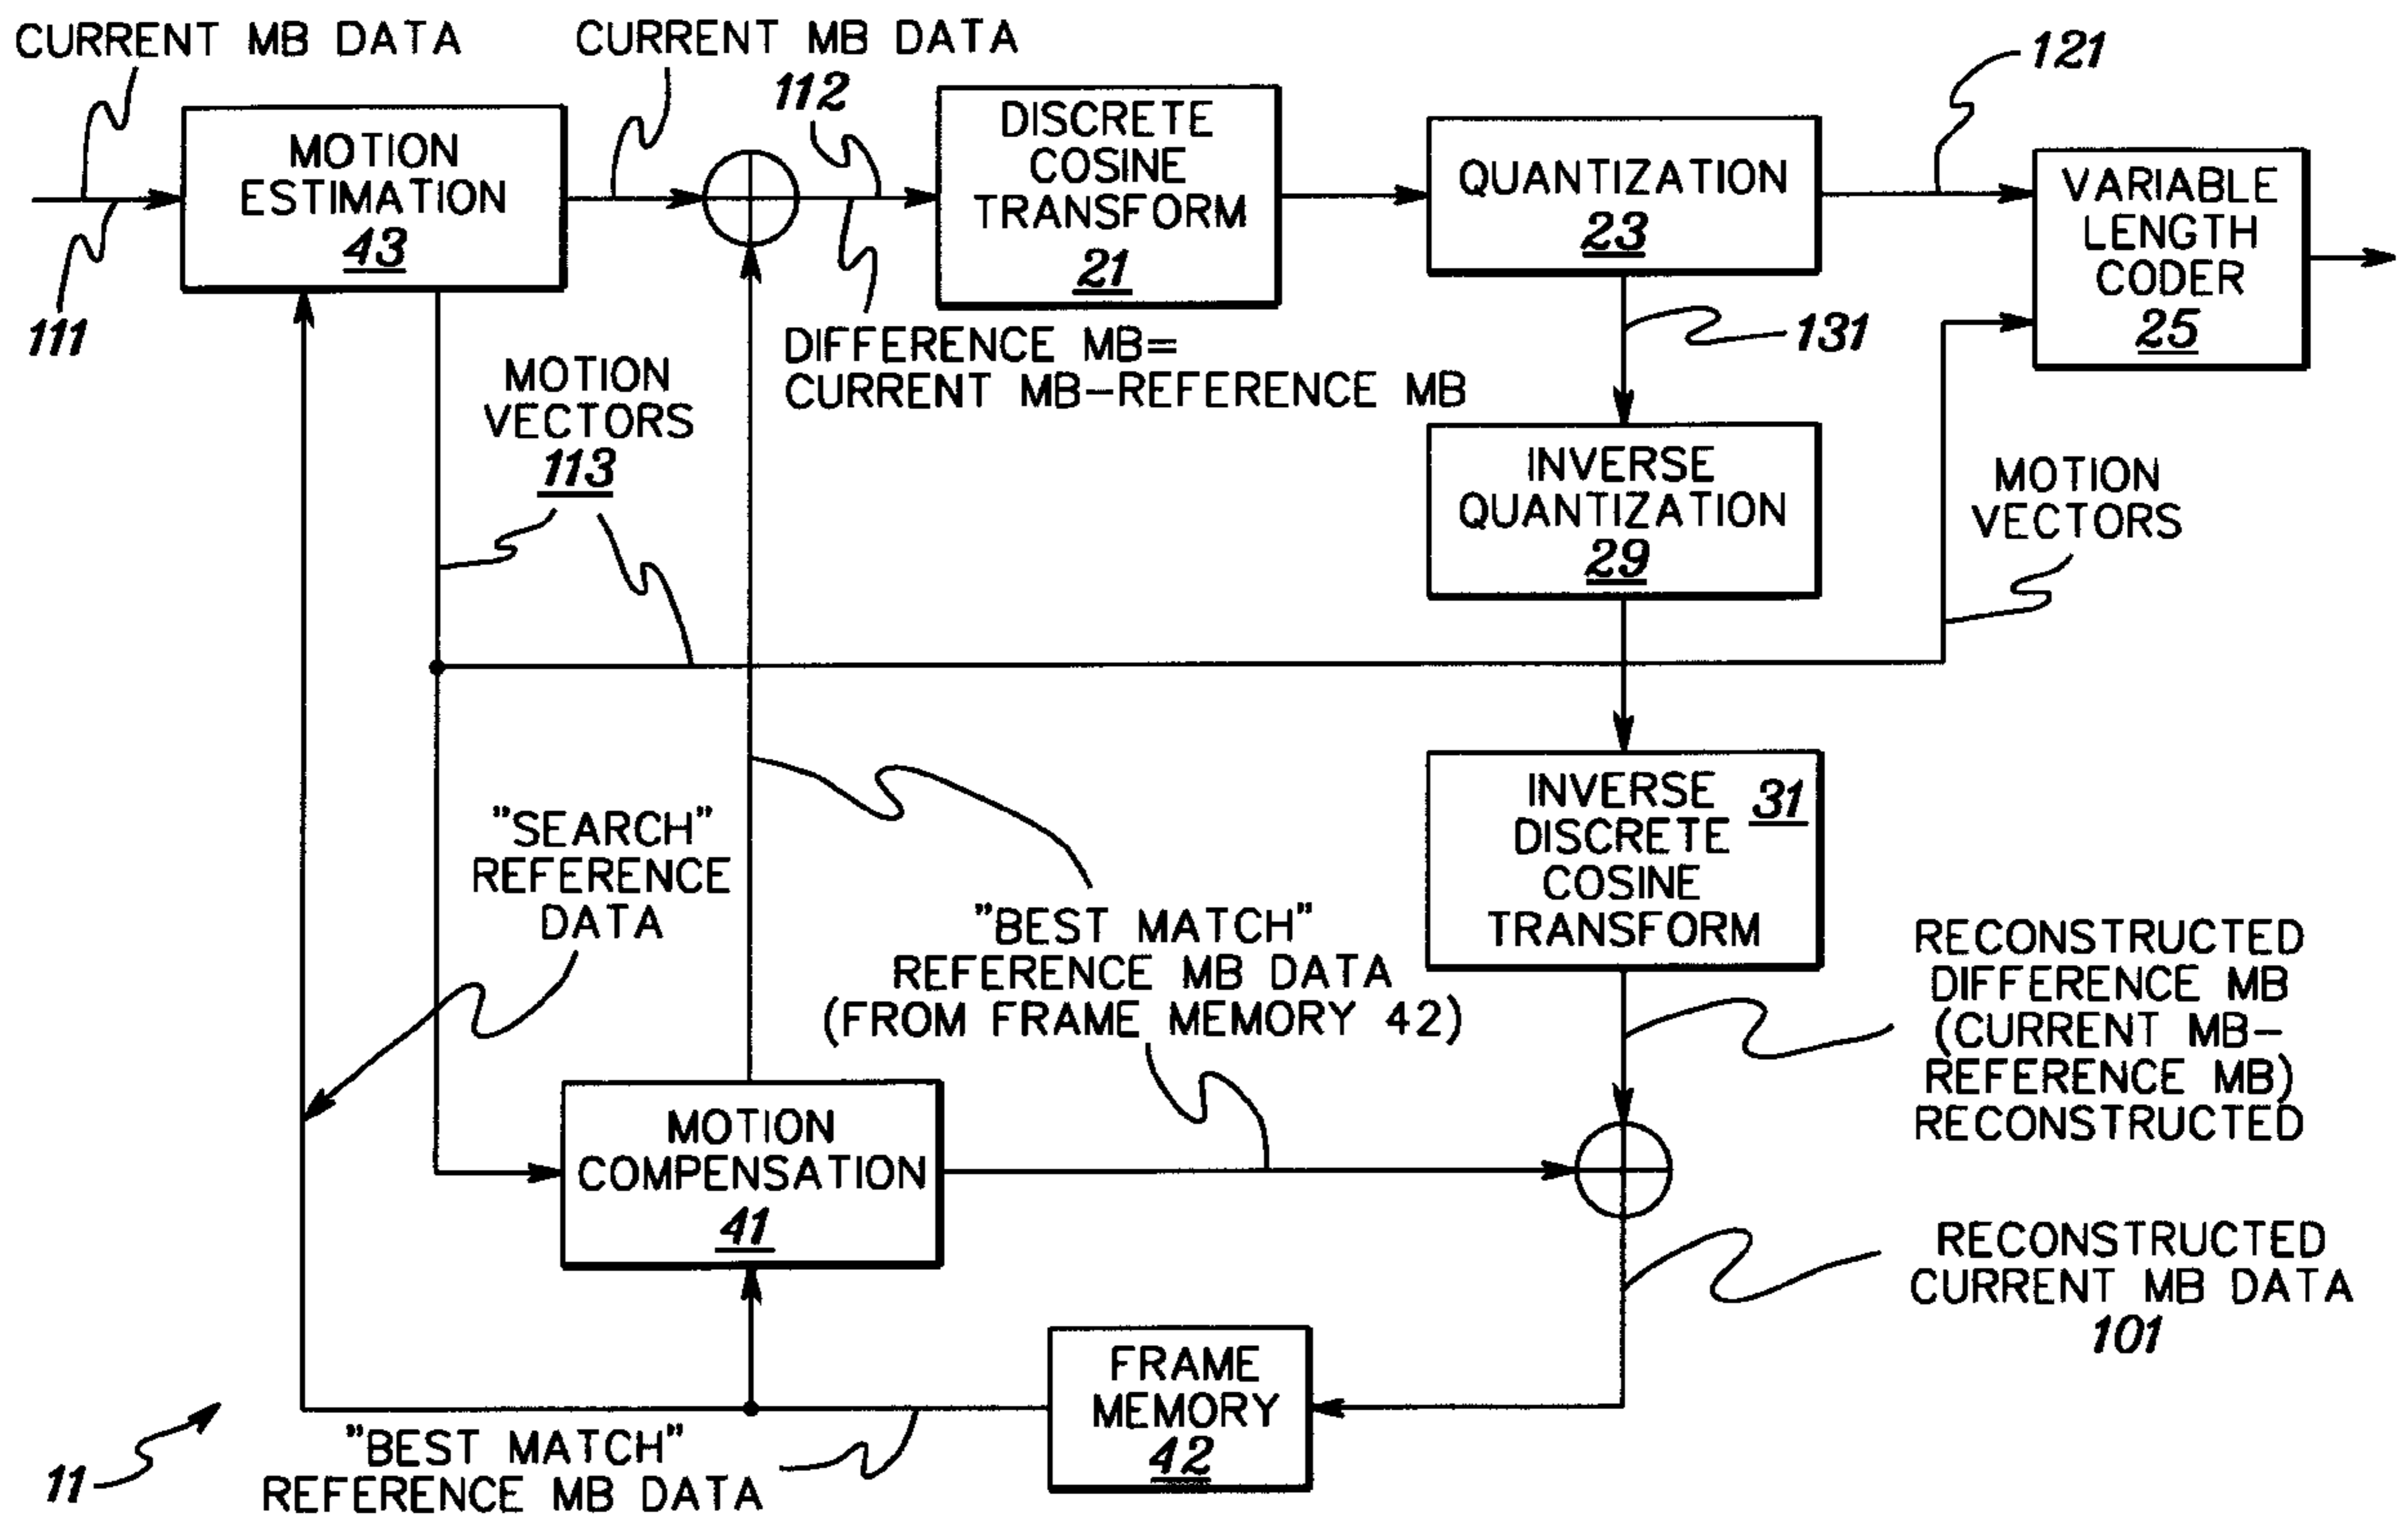 CURRENT MB DATA
CURRENT MB DATA
112
121
MOTION
ESTIMATION
43
DISCRETE
COSINE
TRANSFORM
21
QUANTIZATION
23
VARIABLE
LENGTH
CODER
25
111
DIFFERENCE MB=
CURRENT MB-REFERENCE MB
131
MOTION
VECTORS
113
INVERSE
QUANTIZATION
29
MOTION
VECTORS
"SEARCH"
REFERENCE
DATA
INVERSE 31
DISCRETE
COSINE
TRANSFORM
"BEST MATCH"
REFERENCE MB DATA
(FROM FRAME MEMORY 42)
RECONSTRUCTED
DIFFERENCE MB
(CURRENT MB-
REFERENCE MB)
RECONSTRUCTED
MOTION
COMPENSATION
41
RECONSTRUCTED
CURRENT MB DATA
101
FRAME
MEMORY
42
"BEST MATCH"
REFERENCE MB DATA
11